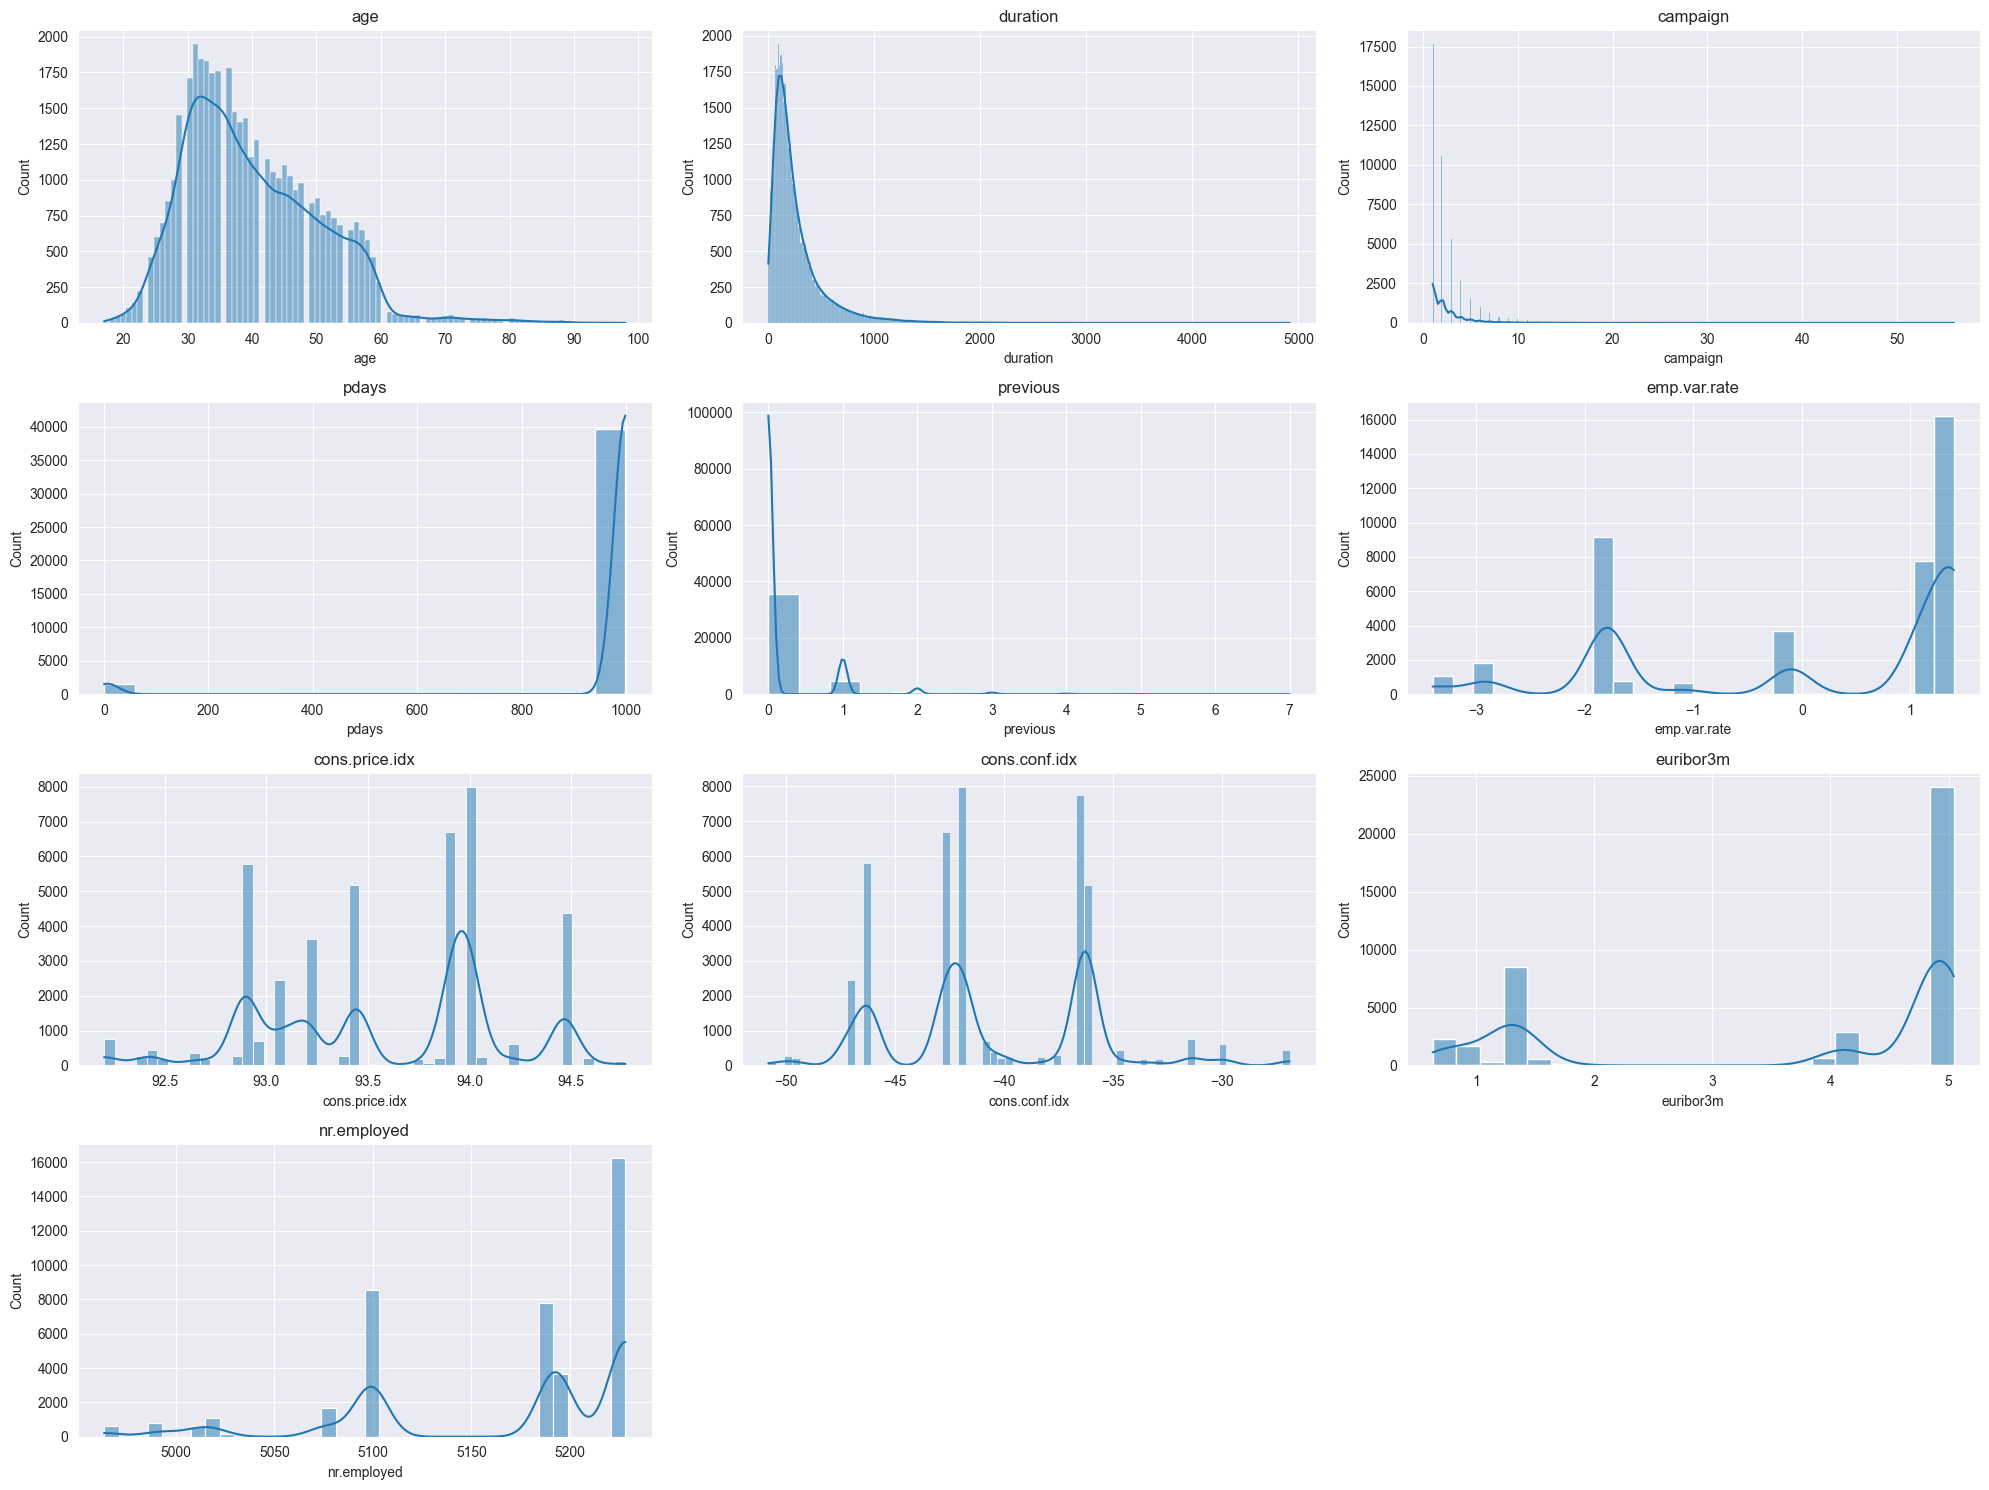 age
2000
1750
1500
1250
1000
750
500
250
0
Count
20 30 40 50 60 70 80 90 100
age
duration
2000
1750
1500
1250
1000
750
500
250
0
Count
0 1000 2000 3000 4000 5000
duration
campaign
17500
15000
12500
10000
7500
5000
2500
0
Count
0 10 20 30 40 50
campaign
pdays
40000
35000
30000
25000
20000
15000
10000
5000
0
Count
0 200 400 600 800 1000
pdays
previous
100000
80000
60000
40000
20000
0
Count
0 1 2 3 4 5 6 7
previous
emp.var.rate
16000
14000
12000
10000
8000
6000
4000
2000
0
Count
−3 −2 −1 0 1
emp.var.rate
cons.price.idx
8000
7000
6000
5000
4000
3000
2000
1000
0
Count
92.5 93.0 93.5 94.0 94.5
cons.price.idx
cons.conf.idx
8000
7000
6000
5000
4000
3000
2000
1000
0
Count
−50 −45 −40 −35 −30
cons.conf.idx
euribor3m
25000
20000
15000
10000
5000
0
Count
1 2 3 4 5
euribor3m
nr.employed
16000
14000
12000
10000
8000
6000
4000
2000
0
Count
5000 5050 5100 5150 5200
nr.employed